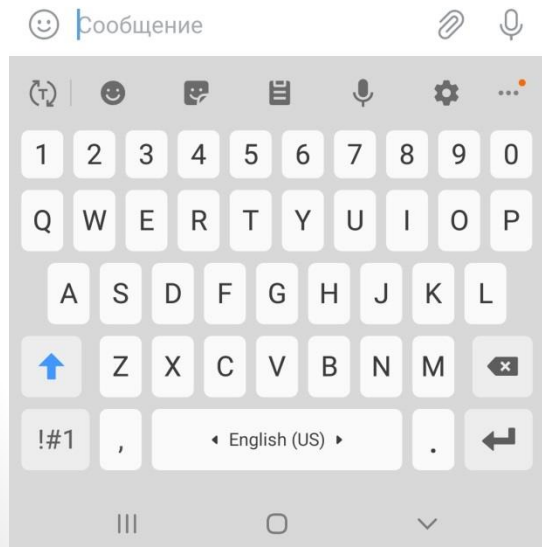 Сообщение
T
1 2 3 4 5 6 7 8 9 0
Q W E R T Y U I O P
A S D F G H J K L
Z X C V B N M
!#1 , English (US) .